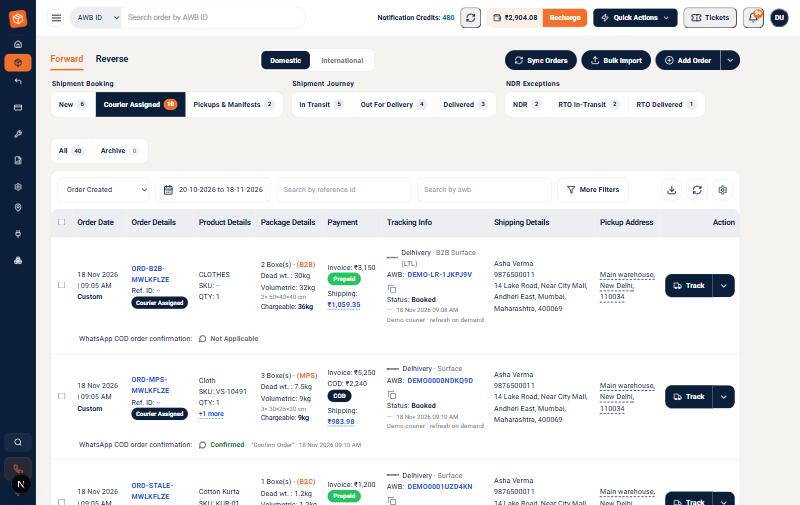 AWB ID
Search order by AWB ID
Notification Credits: 480
₹2,904.08 Recharge
Quick Actions
Tickets
DU
Forward Reverse
Domestic International
Sync Orders
Bulk Import
Add Order
Shipment Booking
New 6
Courier Assigned 18
Pickups & Manifests 2
Shipment Journey
In Transit 5
Out For Delivery 4
Delivered 3
NDR Exceptions
NDR 2
RTO In-Transit 2
RTO Delivered 1
All 40
Archive 0
Order Created
20-10-2026 to 18-11-2026
Search by reference id
Search by awb
More Filters
Order Date Order Details Product Details Package Details Payment Tracking Info Shipping Details Pickup Address Action
18 Nov 2026
| 09:05 AM
Custom
ORD-B2B-
MWLKFLZE
Ref. ID: --
Courier Assigned
CLOTHES
SKU: --
QTY: 1
2 Box(es) · (B2B)
Dead wt. : 30kg
Volumetric: 32kg
2× 50×40×40 cm
Chargeable: 36kg
Invoice: ₹3,150
Prepaid
Shipping:
₹1,059.35
Delhivery · B2B Surface
(LTL)
AWB: DEMO-LR-1JKPJ9V
Status: Booked
-- · 18 Nov 2026 09:08 AM
Demo courier · refresh on demand
Asha Verma
9876500011
14 Lake Road, Near City Mall,
Andheri East, Mumbai,
Maharashtra, 400069
Main warehouse,
New Delhi,
110034
Track
WhatsApp COD order confirmation: Not Applicable
18 Nov 2026
| 09:05 AM
Custom
ORD-MPS-
MWLKFLZE
Ref. ID: --
Courier Assigned
Cloth
SKU: VS-10491
QTY: 1
+1 more
3 Box(es) · (MPS)
Dead wt. : 7.5kg
Volumetric: 9kg
3× 30×25×20 cm
Chargeable: 9kg
Invoice: ₹5,250
COD: ₹2,240
COD
Shipping:
₹983.98
Delhivery · Surface
AWB: DEMO0000NDKQ9D
Status: Booked
-- · 18 Nov 2026 09:10 AM
Demo courier · refresh on demand
Asha Verma
9876500011
14 Lake Road, Near City Mall,
Andheri East, Mumbai,
Maharashtra, 400069
Main warehouse,
New Delhi,
110034
Track
WhatsApp COD order confirmation: Confirmed "Confirm Order" · 18 Nov 2026 09:10 AM
18 Nov 2026
| 09:05 AM
ORD-STALE-
MWLKFLZE
Cotton Kurta
SKU: KUR-01
1 Box(es) · (B2C)
Dead wt. : 1.2kg
Volumetric: 1.2kg
Invoice: ₹1,200
Prepaid
Delhivery · Surface
AWB: DEMO0001UZD4KN
Asha Verma
9876500011
14 Lake Road, Near City Mall,
Main warehouse,
New Delhi,
Track
N